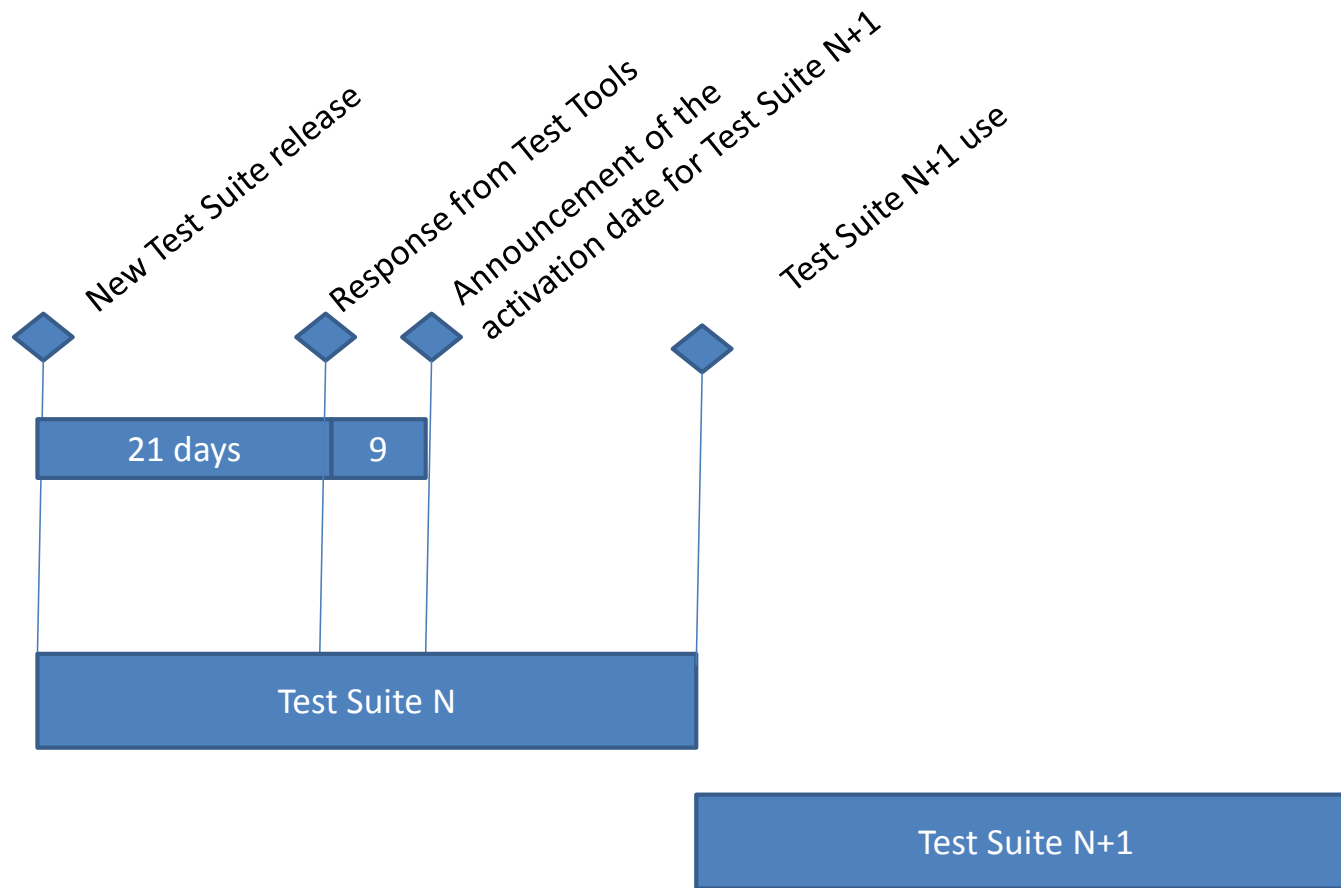 New Test Suite release
Response from Test Tools
Announcement of the
activation date for Test Suite N+1
Test Suite N+1 use
21 days
9
Test Suite N
Test Suite N+1